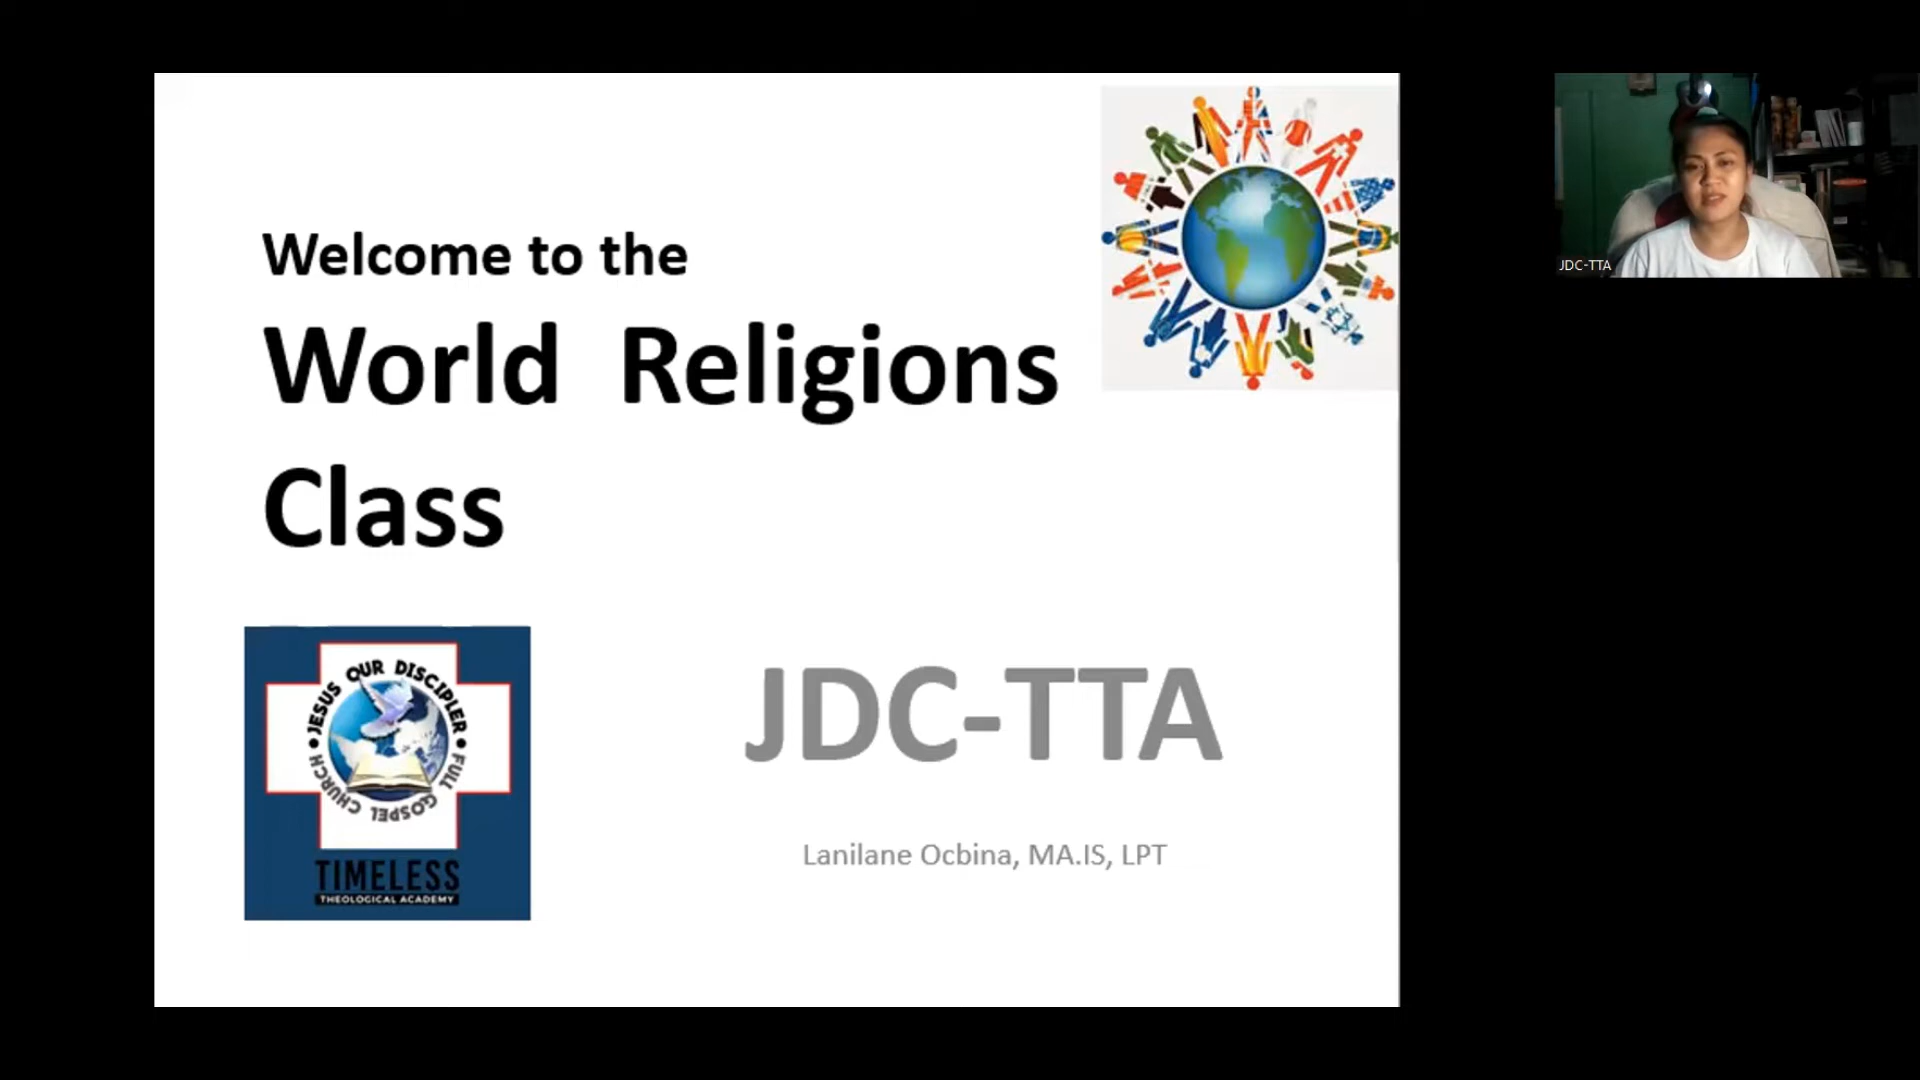 Welcome to the
World Religions
Class
JDC-TTA
JESUS OUR DISCIPLER
FULL GOSPEL CHURCH
TIMELESS
THEOLOGICAL ACADEMY
JDC-TTA
Lanilane Ocbina, MA.IS, LPT